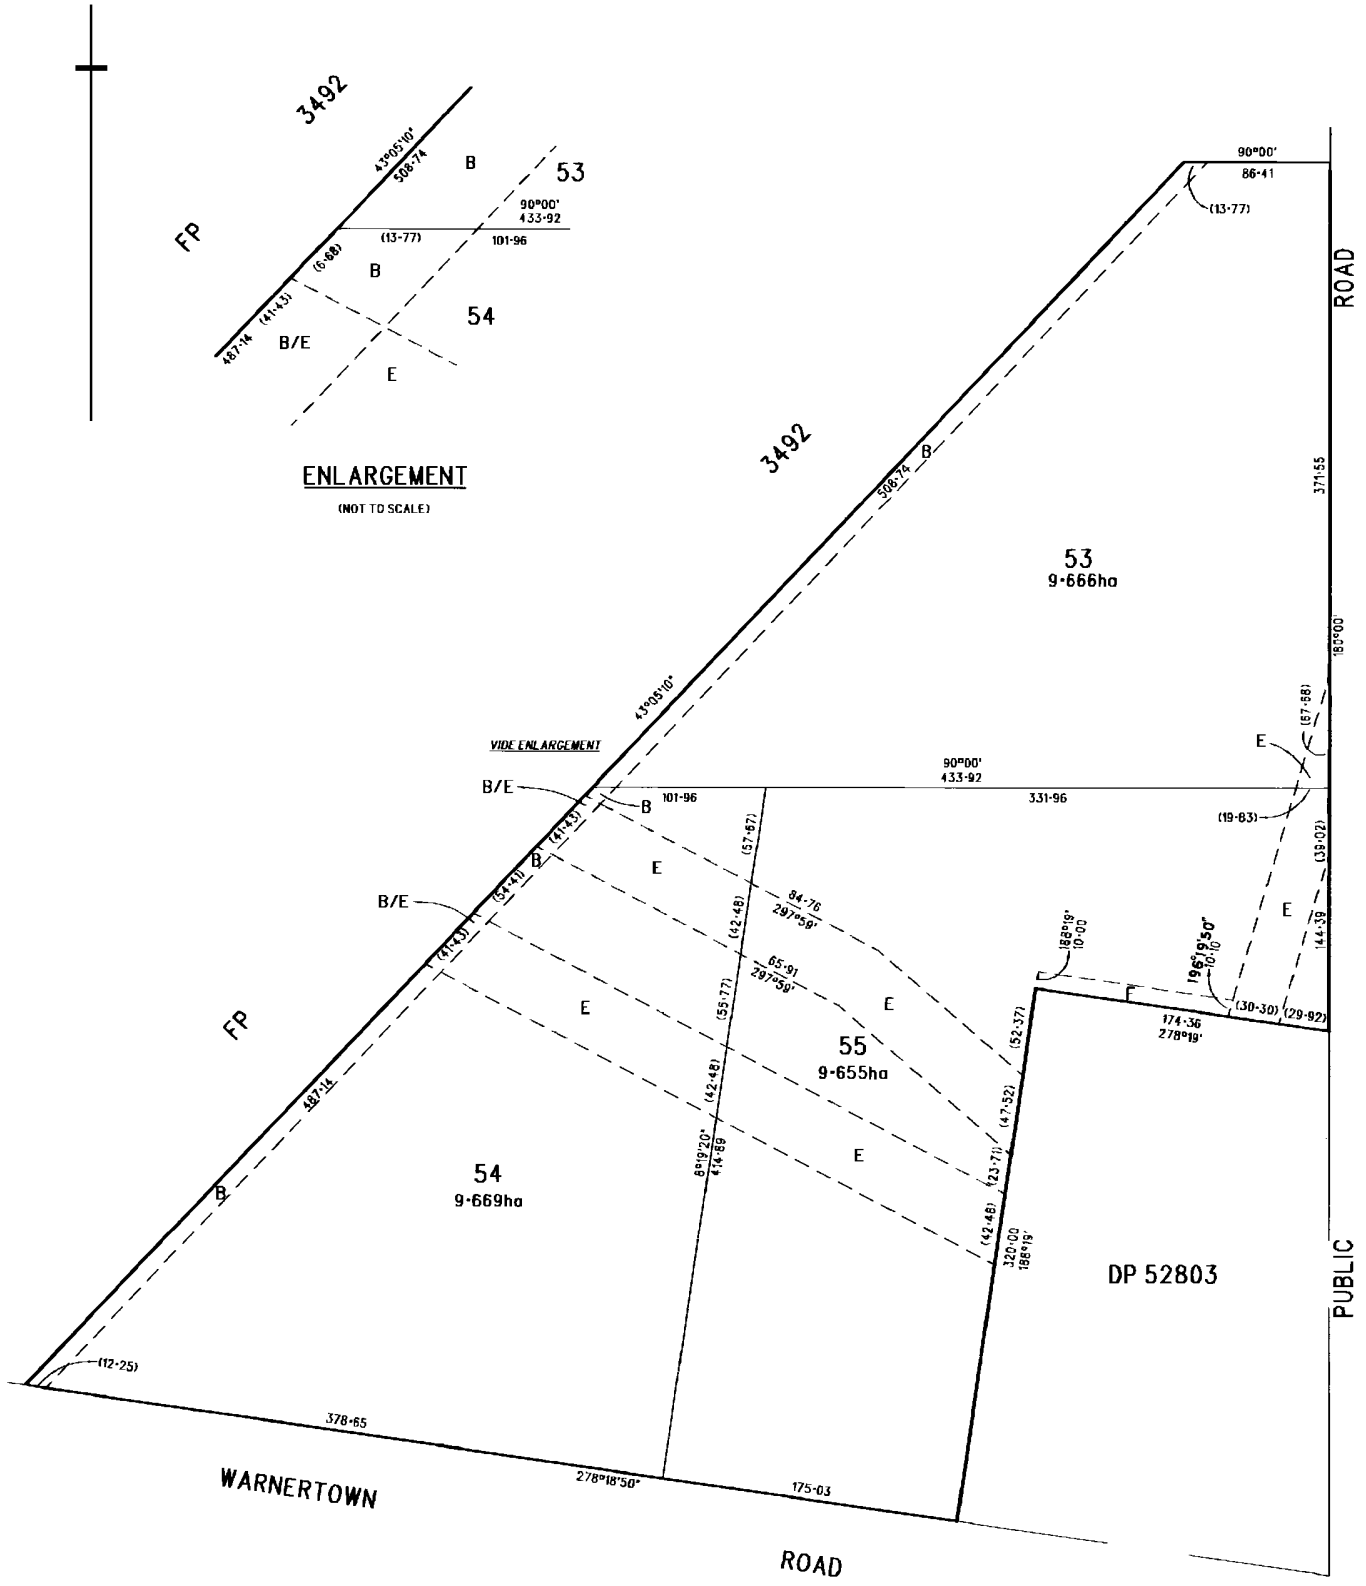 3492
43°05'10"
508·74
B
53
90°00'
433·92
FP
(13·77)
101·96
(6·68)
B
(41·43)
54
487·14
B/E
E
ENLARGEMENT
(NOT TO SCALE)
90°00'
86·41
(13·77)
ROAD
3492
508·74
B
371·55
53
9·666ha
180°00'
43°05'10"
(67·68)
VIDE ENLARGEMENT
E
90°00'
433·92
B/E
101·96
B
331·96
(19·83)
(41·43)
(57·67)
(39·02)
B
E
(54·41)
84·76
297°59'
B/E
(42·48)
E
188°19'
10·00
196°19'50"
10·10
144·39
(41·43)
65·91
297°59'
E
(55·77)
E
E
(30·30)
(29·92)
174·36
278°19'
FP
(52·37)
55
9·655ha
487·14
(42·48)
(47·52)
8°19'20"
414·89
E
(23·71)
54
9·669ha
B
(42·48)
320·00
188°19'
DP 52803
PUBLIC
(12·25)
378·65
278°18'50"
175·03
WARNERTOWN
ROAD